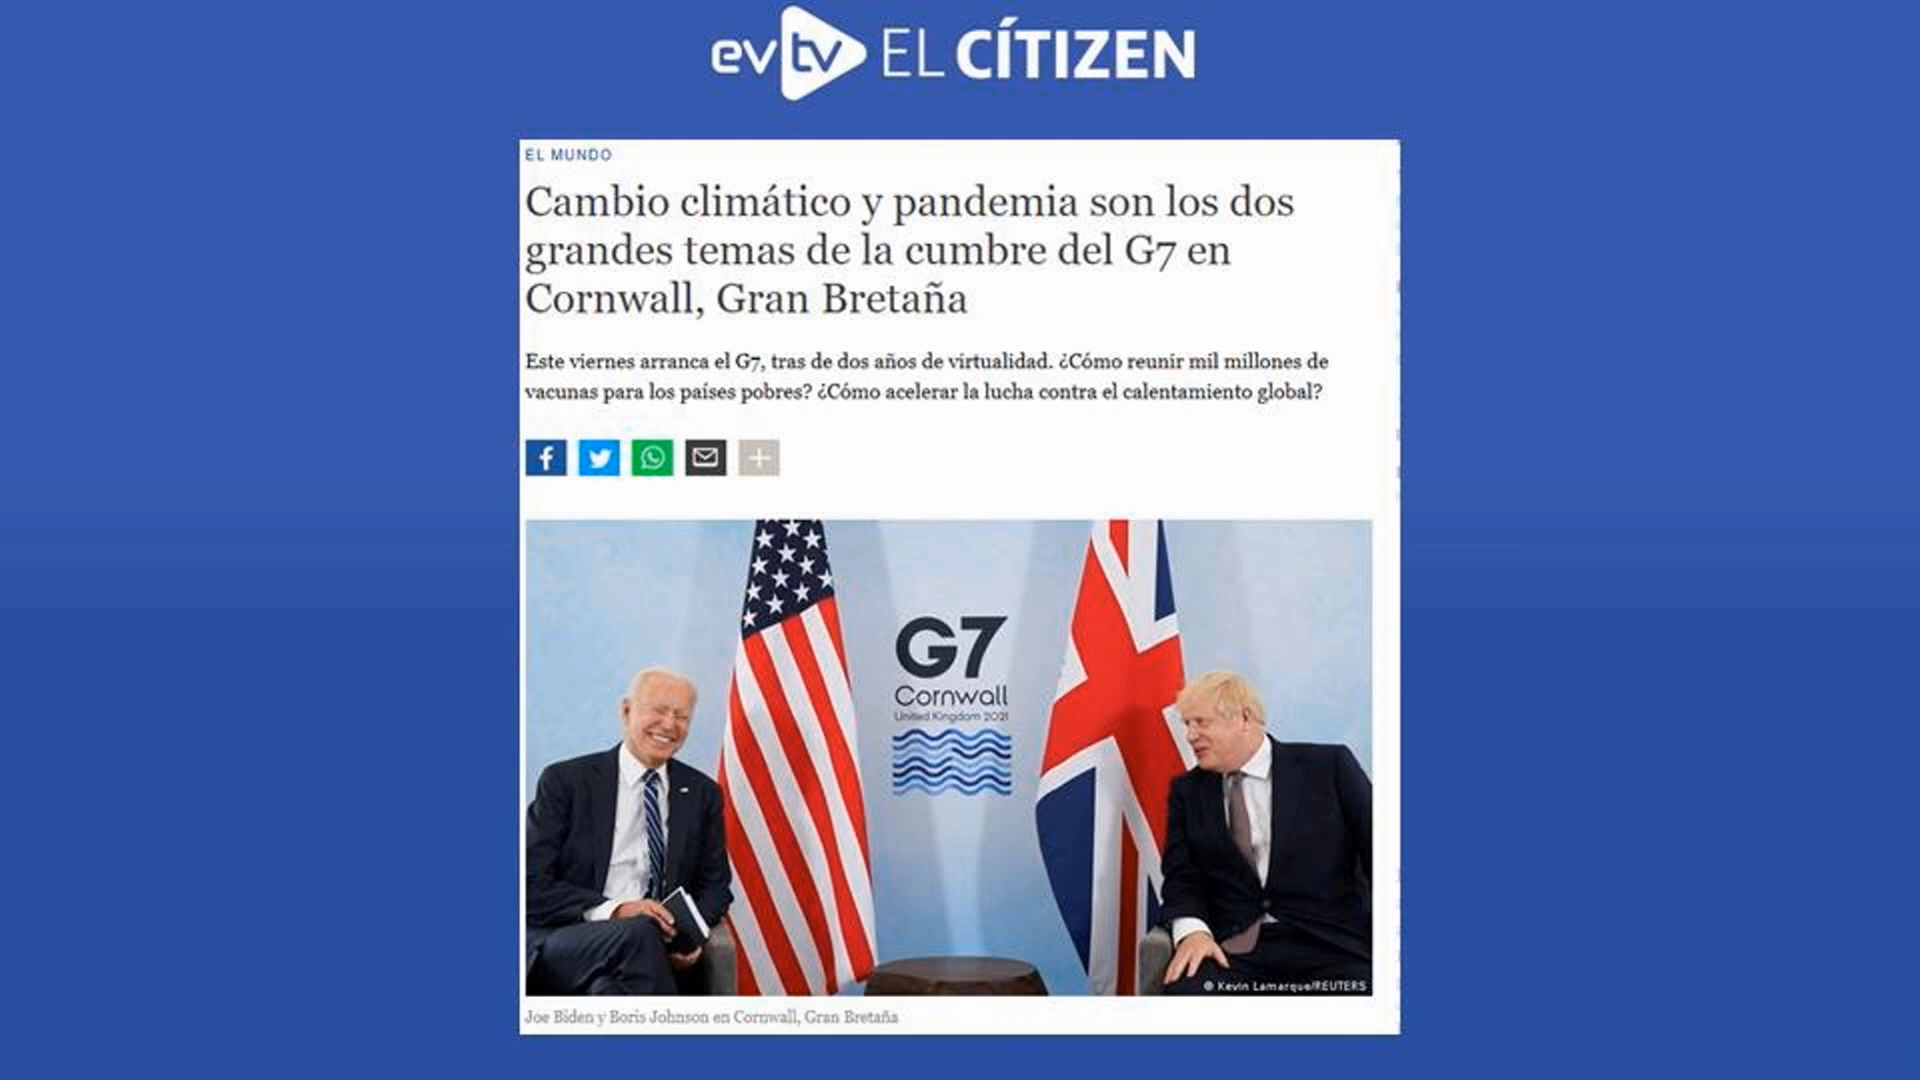 evtv EL CÍTIZEN
EL MUNDO
Cambio climático y pandemia son los dos
grandes temas de la cumbre del G7 en
Cornwall, Gran Bretaña
Este viernes arranca el G7, tras de dos años de virtualidad. ¿Cómo reunir mil millones de
vacunas para los países pobres? ¿Cómo acelerar la lucha contra el calentamiento global?
G7
Cornwall
United Kingdom 2021
© Kevin Lamarque/REUTERS
Joe Biden y Boris Johnson en Cornwall, Gran Bretaña